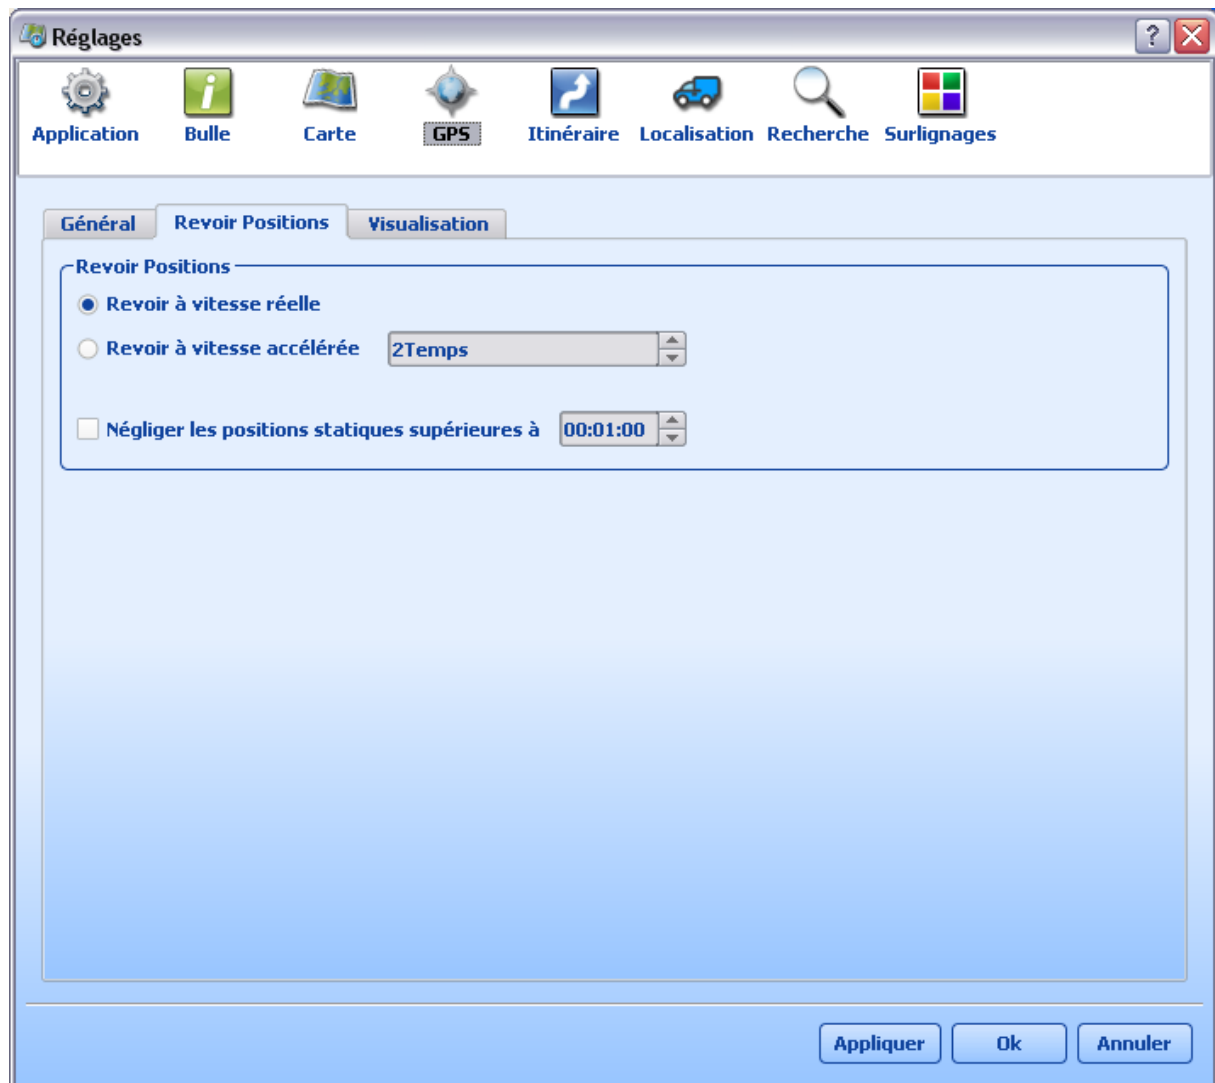 Réglages
?
Application Bulle Carte GPS Itinéraire Localisation Recherche Surlignages
Général Revoir Positions Visualisation
Revoir Positions
Revoir à vitesse réelle
Revoir à vitesse accélérée 2Temps
Négliger les positions statiques supérieures à 00:01:00
Appliquer Ok Annuler